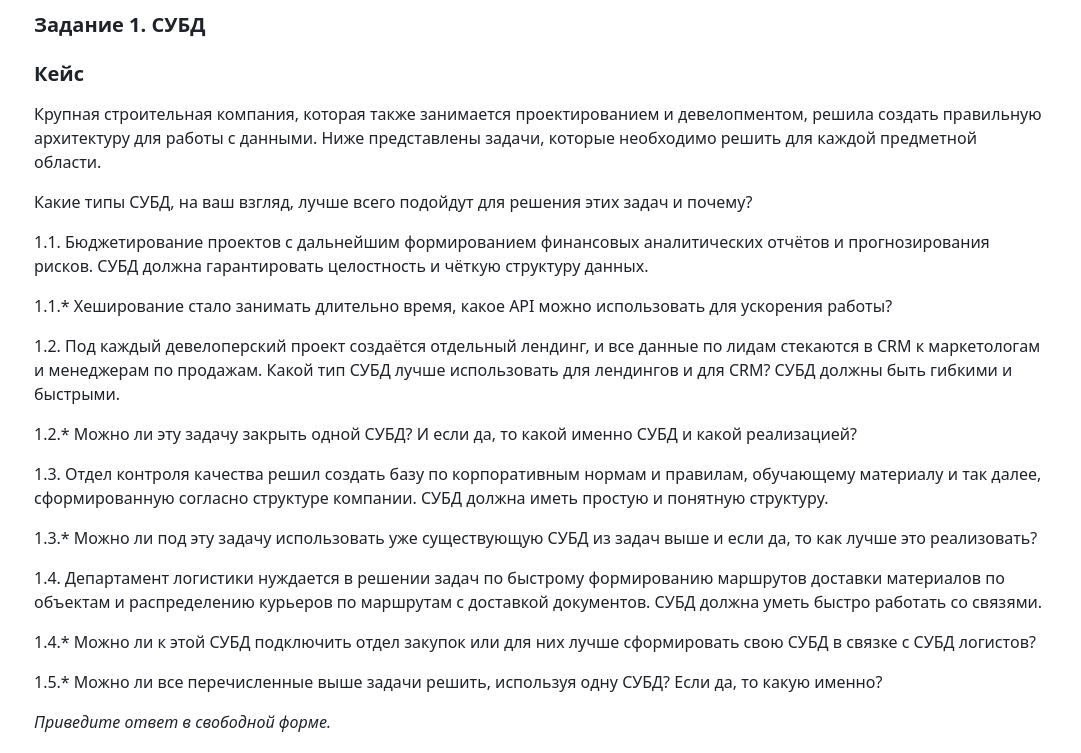 Задание 1. СУБД
Кейс
Крупная строительная компания, которая также занимается проектированием и девелопментом, решила создать правильную
архитектуру для работы с данными. Ниже представлены задачи, которые необходимо решить для каждой предметной
области.
Какие типы СУБД, на ваш взгляд, лучше всего подойдут для решения этих задач и почему?
1.1. Бюджетирование проектов с дальнейшим формированием финансовых аналитических отчётов и прогнозирования
рисков. СУБД должна гарантировать целостность и чёткую структуру данных.
1.1.* Хеширование стало занимать длительно время, какое API можно использовать для ускорения работы?
1.2. Под каждый девелоперский проект создаётся отдельный лендинг, и все данные по лидам стекаются в CRM к маркетологам
и менеджерам по продажам. Какой тип СУБД лучше использовать для лендингов и для CRM? СУБД должны быть гибкими и
быстрыми.
1.2.* Можно ли эту задачу закрыть одной СУБД? И если да, то какой именно СУБД и какой реализацией?
1.3. Отдел контроля качества решил создать базу по корпоративным нормам и правилам, обучающему материалу и так далее,
сформированную согласно структуре компании. СУБД должна иметь простую и понятную структуру.
1.3.* Можно ли под эту задачу использовать уже существующую СУБД из задач выше и если да, то как лучше это реализовать?
1.4. Департамент логистики нуждается в решении задач по быстрому формированию маршрутов доставки материалов по
объектам и распределению курьеров по маршрутам с доставкой документов. СУБД должна уметь быстро работать со связями.
1.4.* Можно ли к этой СУБД подключить отдел закупок или для них лучше сформировать свою СУБД в связке с СУБД логистов?
1.5.* Можно ли все перечисленные выше задачи решить, используя одну СУБД? Если да, то какую именно?
Приведите ответ в свободной форме.